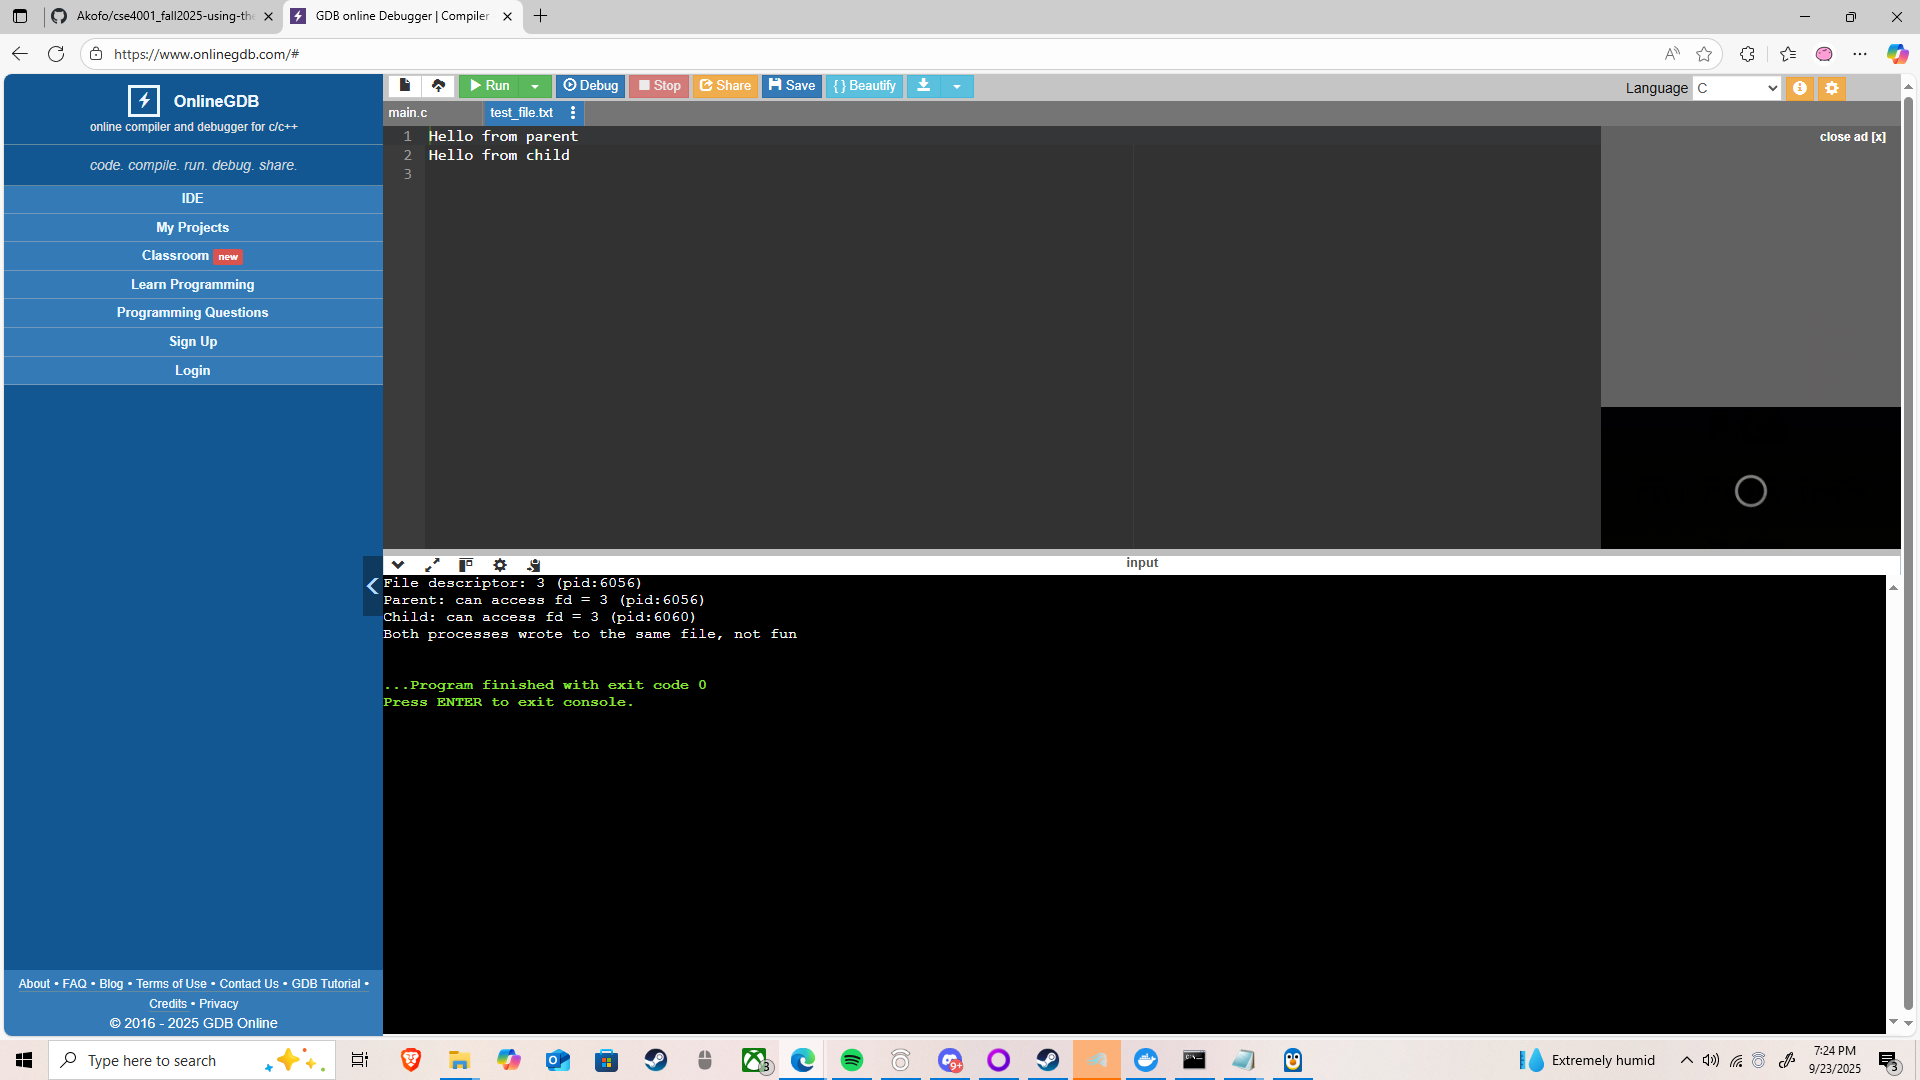 Akofo/cse4001_fall2025-using-the
GDB online Debugger | Compiler
https://www.onlinegdb.com/#
OnlineGDB
online compiler and debugger for c/c++
code. compile. run. debug. share.
IDE
My Projects
Classroom new
Learn Programming
Programming Questions
Sign Up
Login
Run Debug Stop Share Save { } Beautify
Language C
main.c test_file.txt
close ad [x]
1 Hello from parent
2 Hello from child
3
input
File descriptor: 3 (pid:6056)
Parent: can access fd = 3 (pid:6056)
Child: can access fd = 3 (pid:6060)
Both processes wrote to the same file, not fun
...Program finished with exit code 0
Press ENTER to exit console.
About • FAQ • Blog • Terms of Use • Contact Us • GDB Tutorial •
Credits • Privacy
© 2016 - 2025 GDB Online
Type here to search
3
9+
Extremely humid
7:24 PM
9/23/2025
3